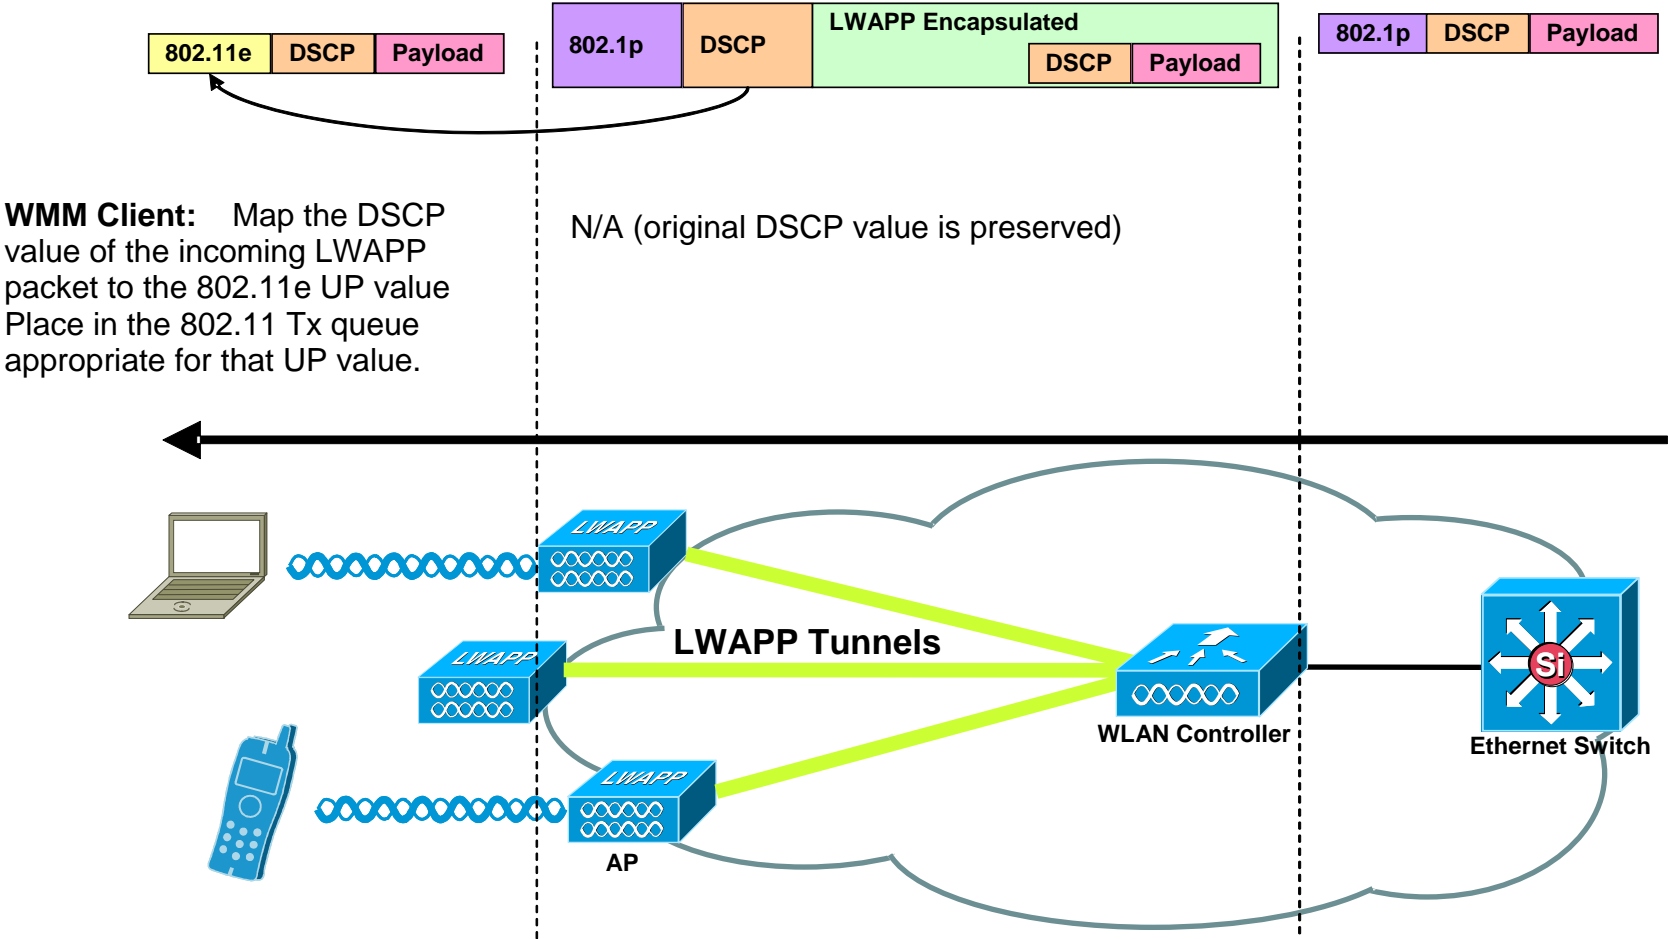 802.11e DSCP Payload
802.1p DSCP LWAPP Encapsulated
DSCP Payload
802.1p DSCP Payload
WMM Client: Map the DSCP
value of the incoming LWAPP
packet to the 802.11e UP value
Place in the 802.11 Tx queue
appropriate for that UP value.
N/A (original DSCP value is preserved)
LWAPP
LWAPP
LWAPP
LWAPP Tunnels
WLAN Controller
Si
Ethernet Switch
AP